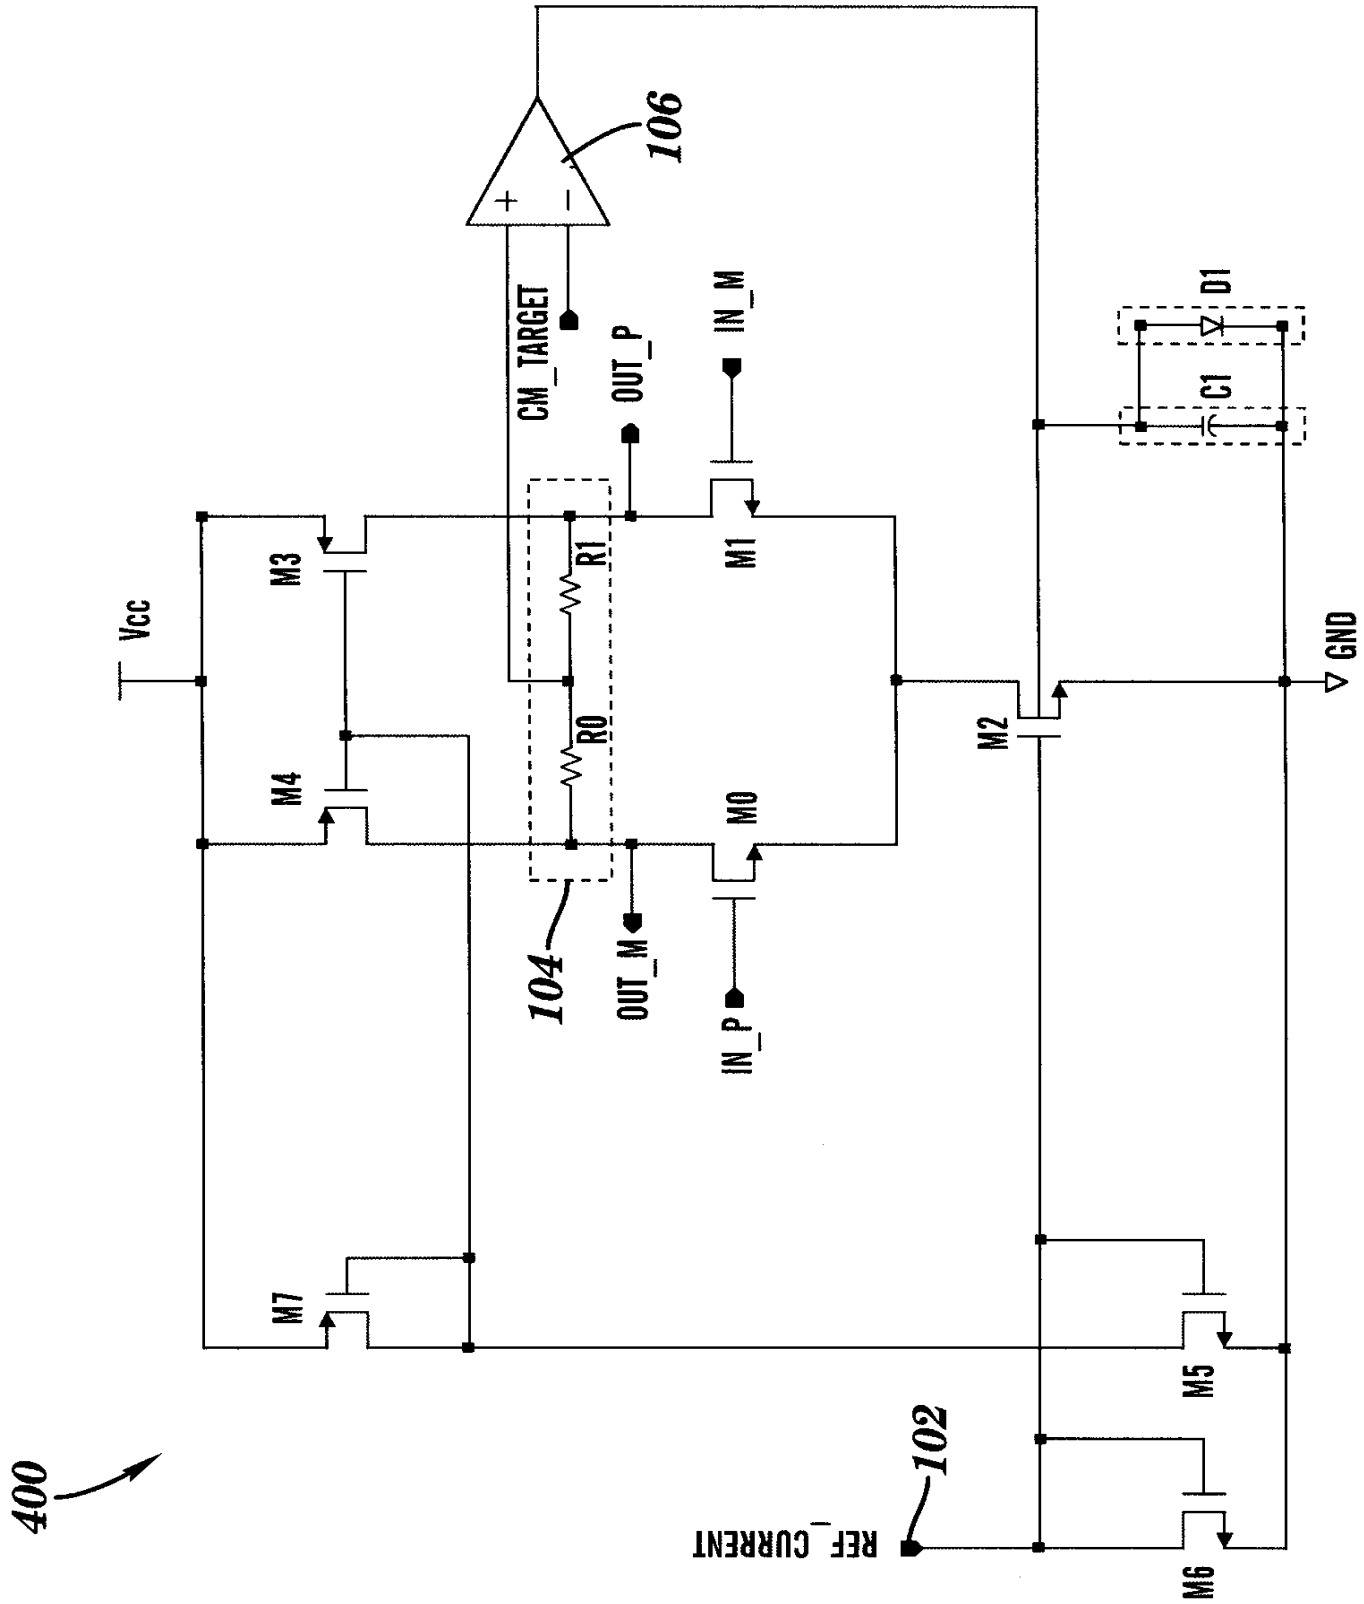 400
Vcc
M7
M4
M3
CM_TARGET
+
−
106
104
R0
R1
OUT_M
OUT_P
IN_P
M0
M1
IN_M
REF_CURRENT
102
M2
M6
M5
C1
D1
GND